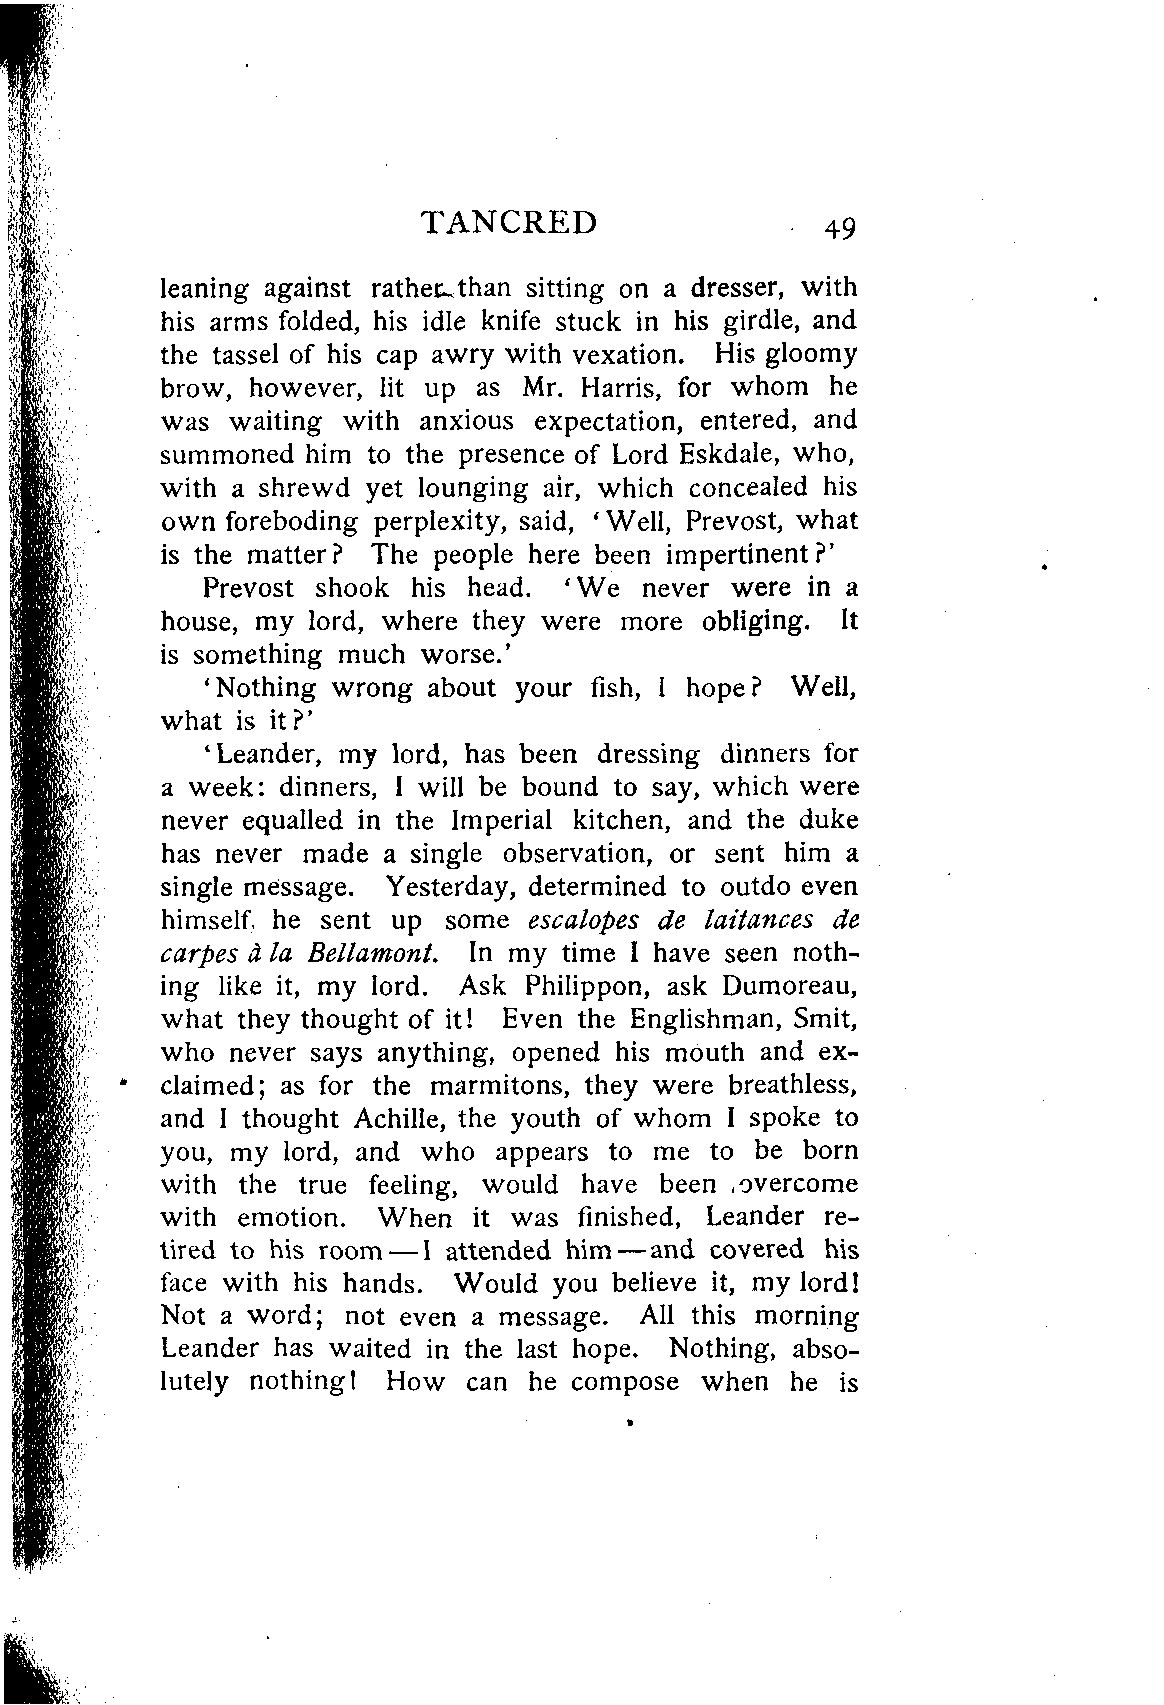 TANCRED 49
leaning against rather than sitting on a dresser, with
his arms folded, his idle knife stuck in his girdle, and
the tassel of his cap awry with vexation. His gloomy
brow, however, lit up as Mr. Harris, for whom he
was waiting with anxious expectation, entered, and
summoned him to the presence of Lord Eskdale, who,
with a shrewd yet lounging air, which concealed his
own foreboding perplexity, said, ‘Well, Prevost, what
is the matter? The people here been impertinent?’
Prevost shook his head. ‘We never were in a
house, my lord, where they were more obliging. It
is something much worse.’
‘Nothing wrong about your fish, I hope? Well,
what is it?’
‘Leander, my lord, has been dressing dinners for
a week: dinners, I will be bound to say, which were
never equalled in the Imperial kitchen, and the duke
has never made a single observation, or sent him a
single message. Yesterday, determined to outdo even
himself, he sent up some escalopes de laitances de
carpes à la Bellamont. In my time I have seen noth-
ing like it, my lord. Ask Philippon, ask Dumoreau,
what they thought of it! Even the Englishman, Smit,
who never says anything, opened his mouth and ex-
claimed; as for the marmitons, they were breathless,
and I thought Achille, the youth of whom I spoke to
you, my lord, and who appears to me to be born
with the true feeling, would have been overcome
with emotion. When it was finished, Leander re-
tired to his room—I attended him—and covered his
face with his hands. Would you believe it, my lord!
Not a word; not even a message. All this morning
Leander has waited in the last hope. Nothing, abso-
lutely nothing! How can he compose when he is